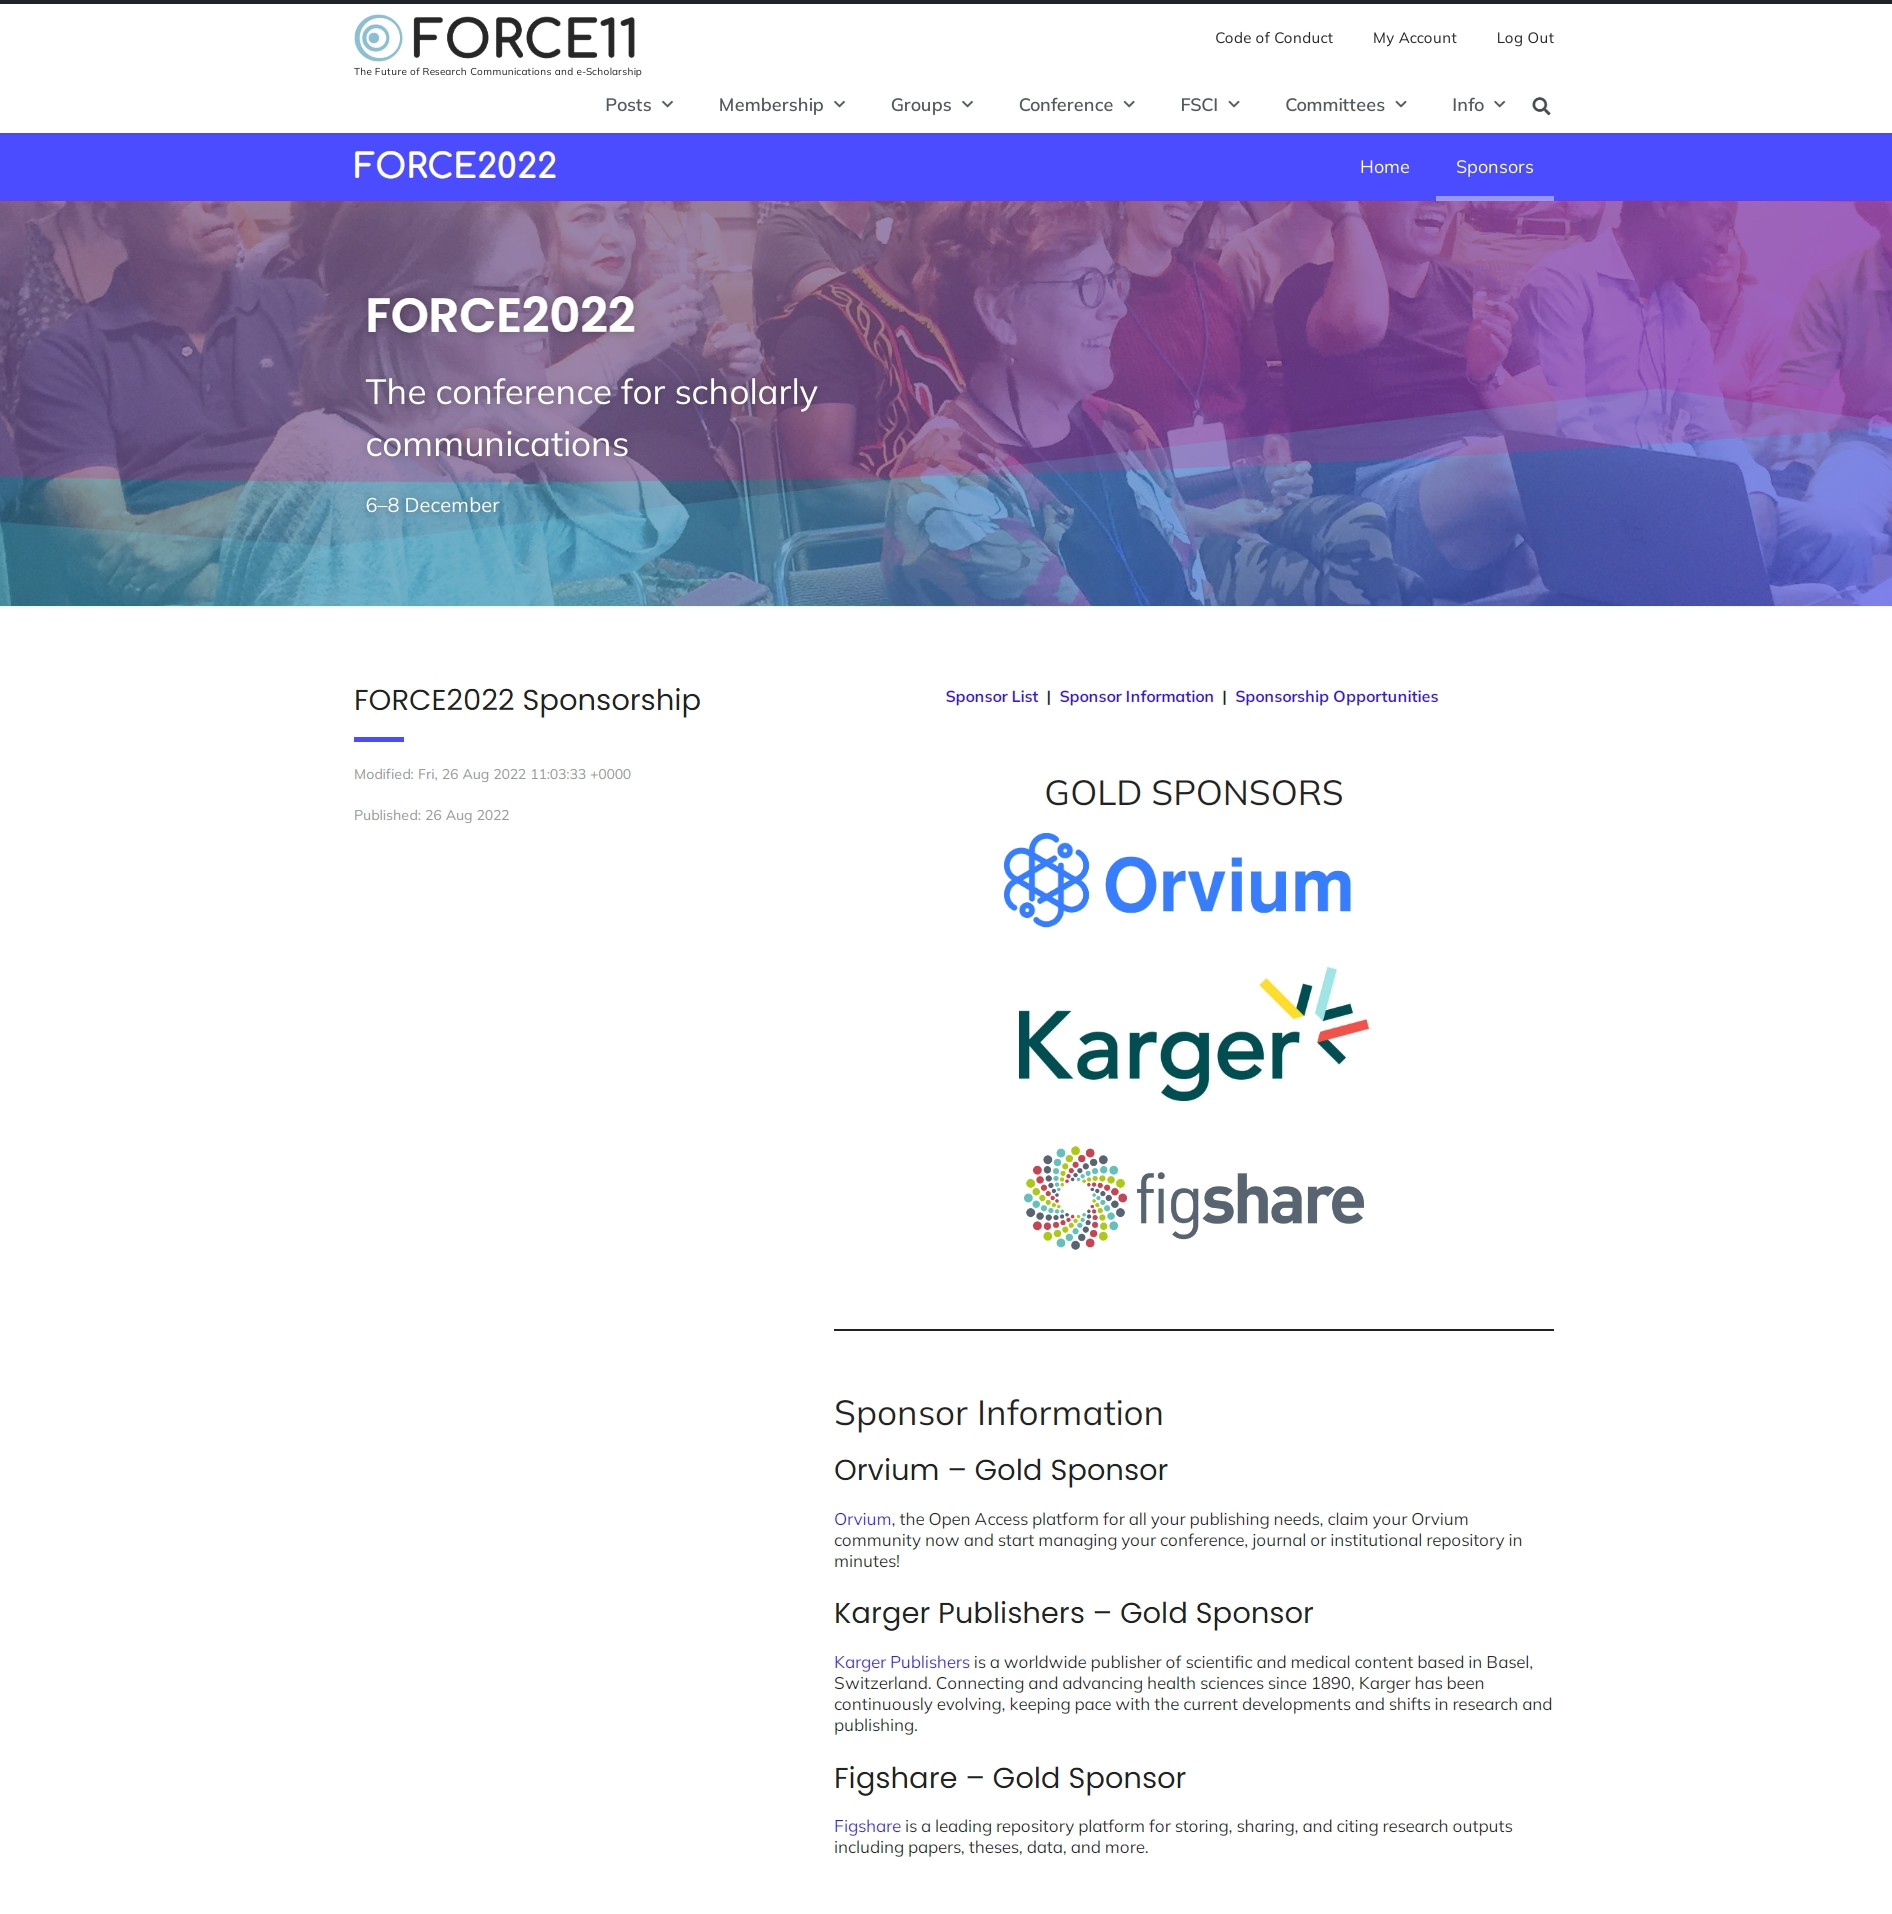 FORCE11
The Future of Research Communications and e-Scholarship
Code of Conduct My Account Log Out
Posts Membership Groups Conference FSCI Committees Info
FORCE2022
Home Sponsors
FORCE2022
The conference for scholarly
communications
6–8 December
FORCE2022 Sponsorship
Modified: Fri, 26 Aug 2022 11:03:33 +0000
Published: 26 Aug 2022
Sponsor List | Sponsor Information | Sponsorship Opportunities
GOLD SPONSORS
Orvium
Karger
figshare
Sponsor Information
Orvium – Gold Sponsor
Orvium, the Open Access platform for all your publishing needs, claim your Orvium
community now and start managing your conference, journal or institutional repository in
minutes!
Karger Publishers – Gold Sponsor
Karger Publishers is a worldwide publisher of scientific and medical content based in Basel,
Switzerland. Connecting and advancing health sciences since 1890, Karger has been
continuously evolving, keeping pace with the current developments and shifts in research and
publishing.
Figshare – Gold Sponsor
Figshare is a leading repository platform for storing, sharing, and citing research outputs
including papers, theses, data, and more.